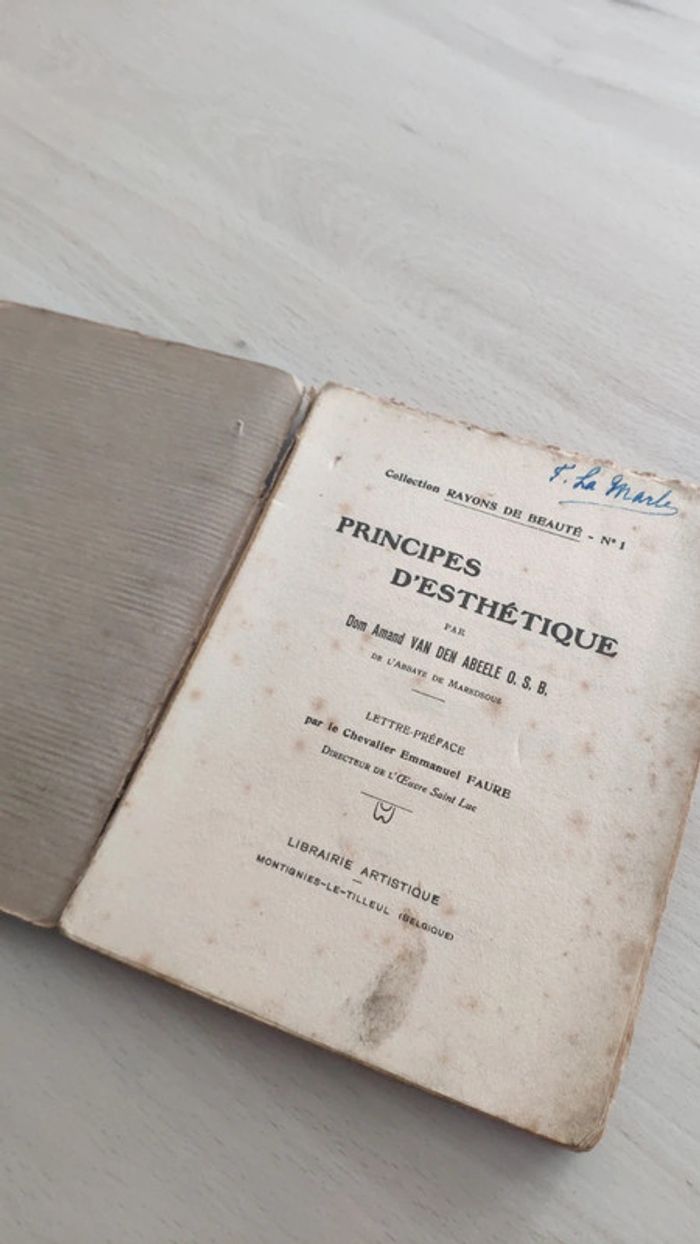 F. La Marle
Collection RAYONS DE BEAUTÉ - N° 1
PRINCIPES
D'ESTHÉTIQUE
PAR
Dom Amand VAN DEN ABEELE O. S. B.
DE L'ABBAYE DE MAREDSOUS
LETTRE-PRÉFACE
par le Chevalier Emmanuel FAURE
DIRECTEUR DE L'Œuvre Saint Luc
LIBRAIRIE ARTISTIQUE
MONTIGNIES-LE-TILLEUL (BELGIQUE)